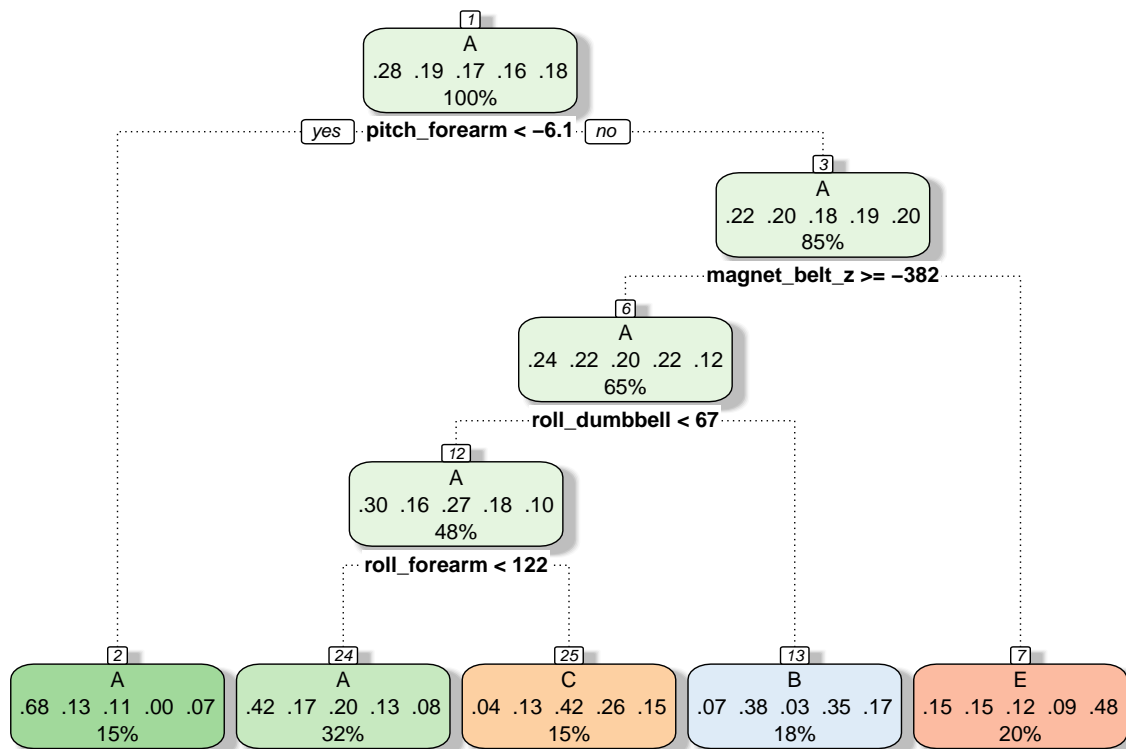 1
A
.28 .19 .17 .16 .18
100%
yes pitch_forearm < −6.1 no
3
A
.22 .20 .18 .19 .20
85%
magnet_belt_z >= −382
6
A
.24 .22 .20 .22 .12
65%
roll_dumbbell < 67
12
A
.30 .16 .27 .18 .10
48%
roll_forearm < 122
2
A
.68 .13 .11 .00 .07
15%
24
A
.42 .17 .20 .13 .08
32%
25
C
.04 .13 .42 .26 .15
15%
13
B
.07 .38 .03 .35 .17
18%
7
E
.15 .15 .12 .09 .48
20%